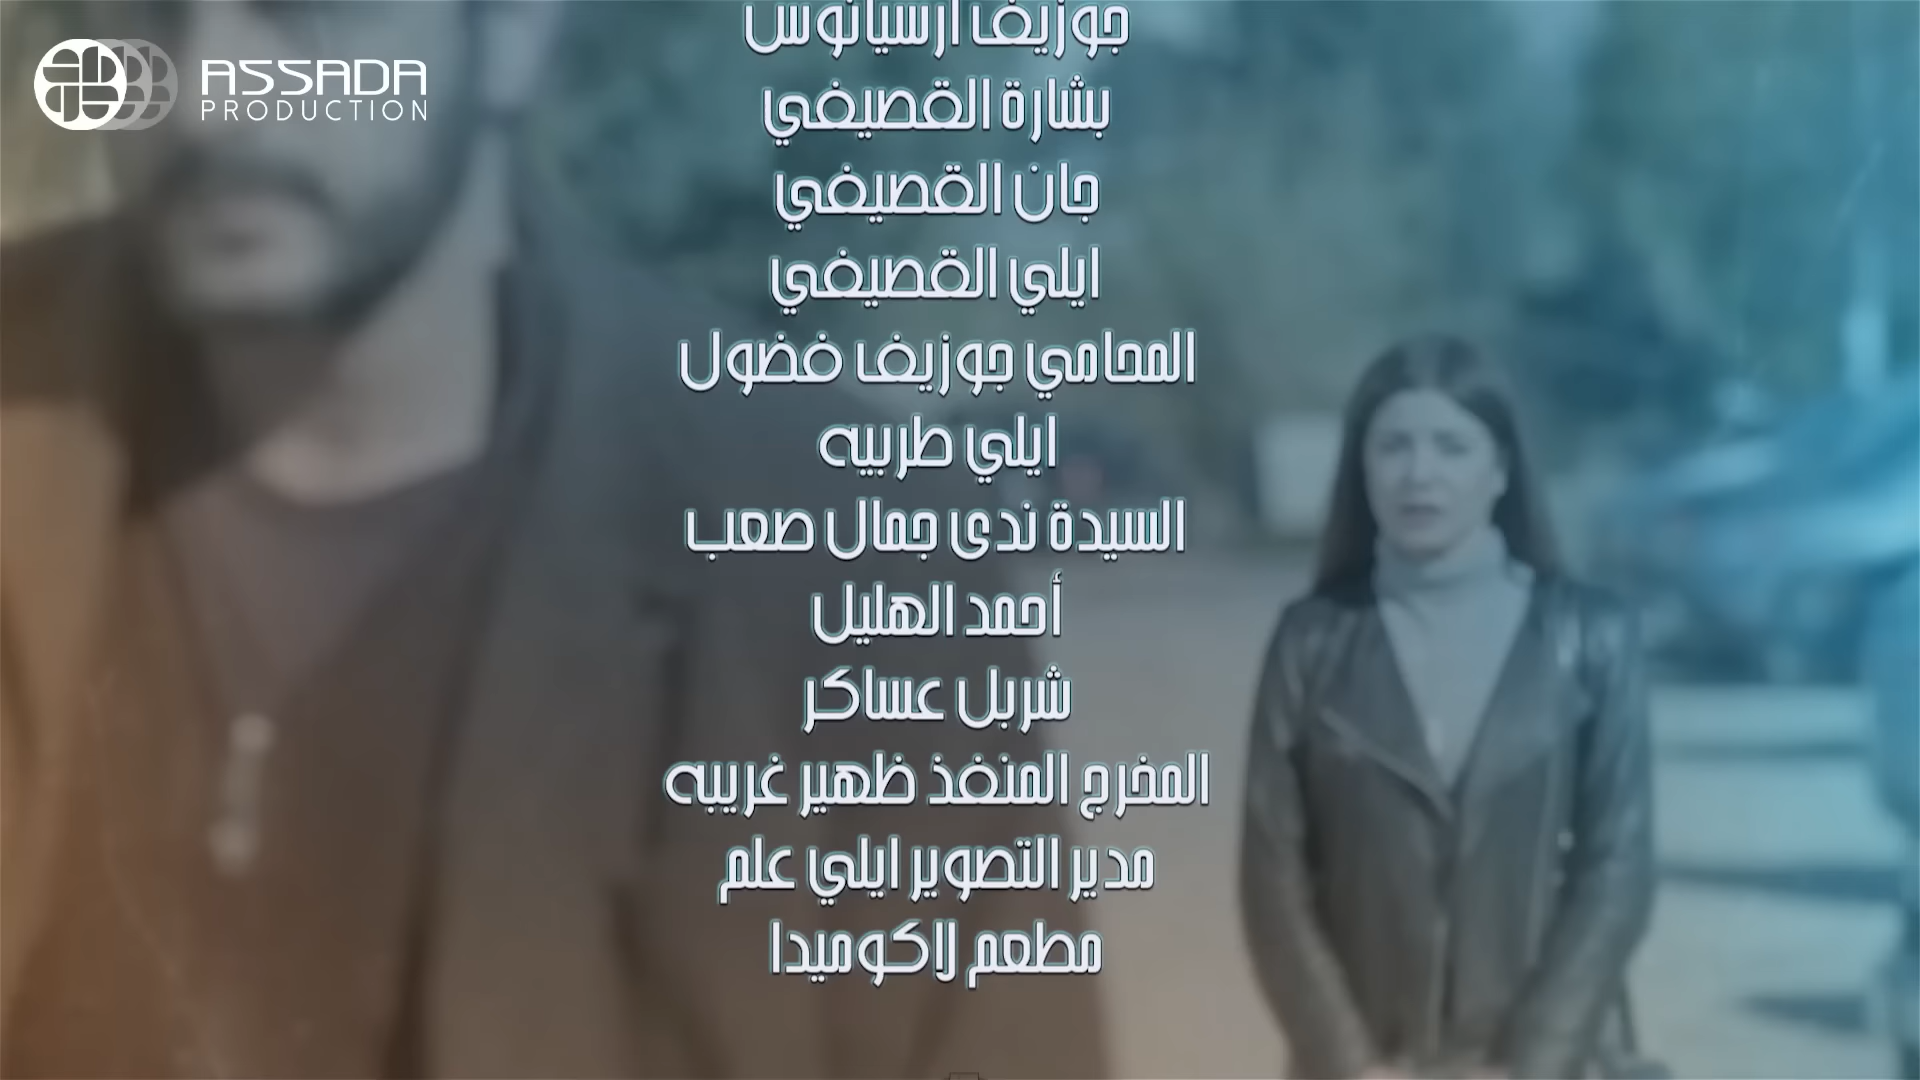 ASSADA
PRODUCTION
جوزيف ارسيانوس
بشارة القصيفي
جان القصيفي
ايلي القصيفي
المحامي جوزيف فضول
ايلي طربيه
السيدة ندى جمال صعب
أحمد الهليل
شربل عساكر
المخرج المنفذ ظهير غريبه
مدير التصوير ايلي علم
مطعم لاكوميدا